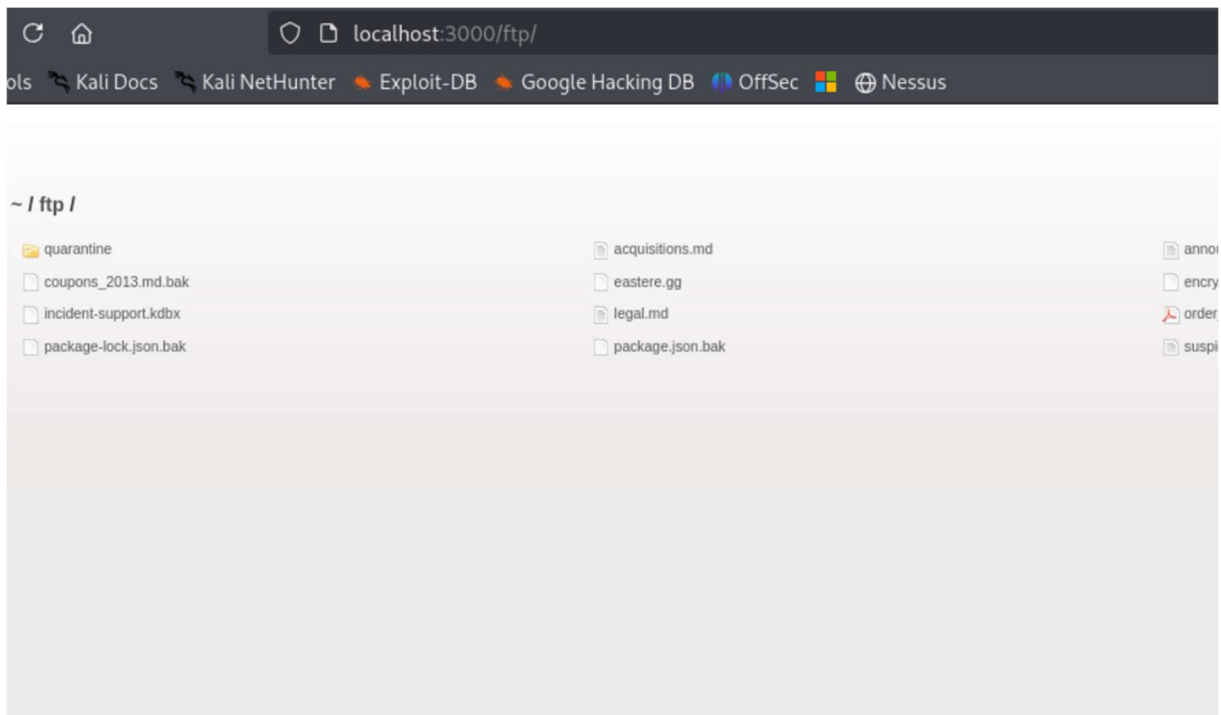 localhost:3000/ftp/
Kali Docs Kali NetHunter Exploit-DB Google Hacking DB OffSec Nessus
~ / ftp /
quarantine acquisitions.md
coupons_2013.md.bak eastere.gg
incident-support.kdbx legal.md
package-lock.json.bak package.json.bak